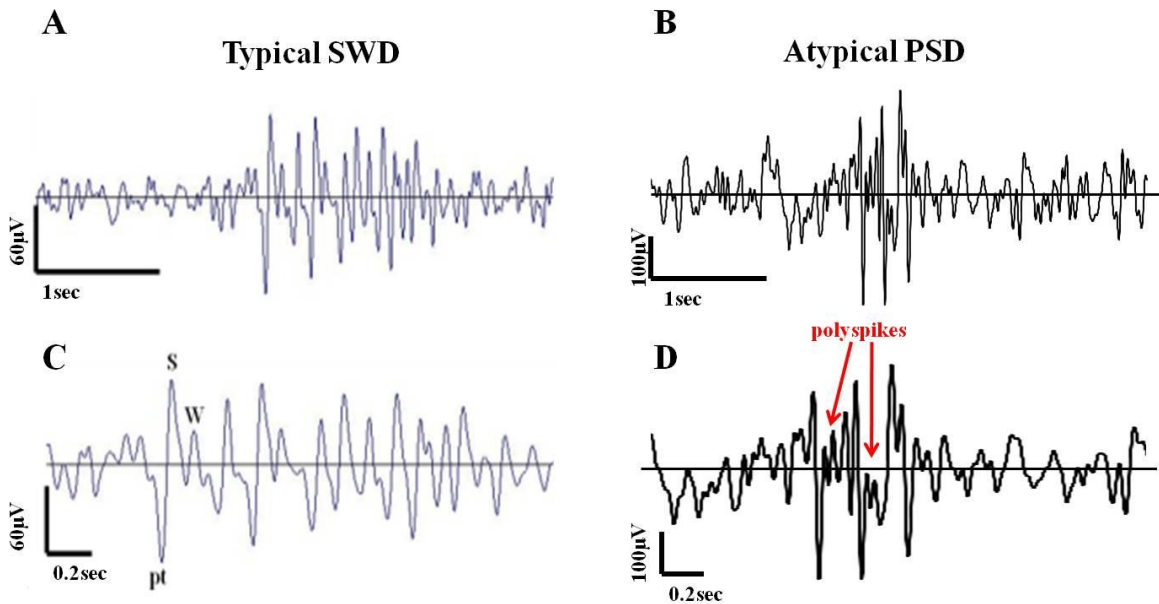 A
Typical SWD
60μV
1sec
B
Atypical PSD
100μV
1sec
C
S
W
pt
60μV
0.2sec
D
polyspikes
100μV
0.2sec